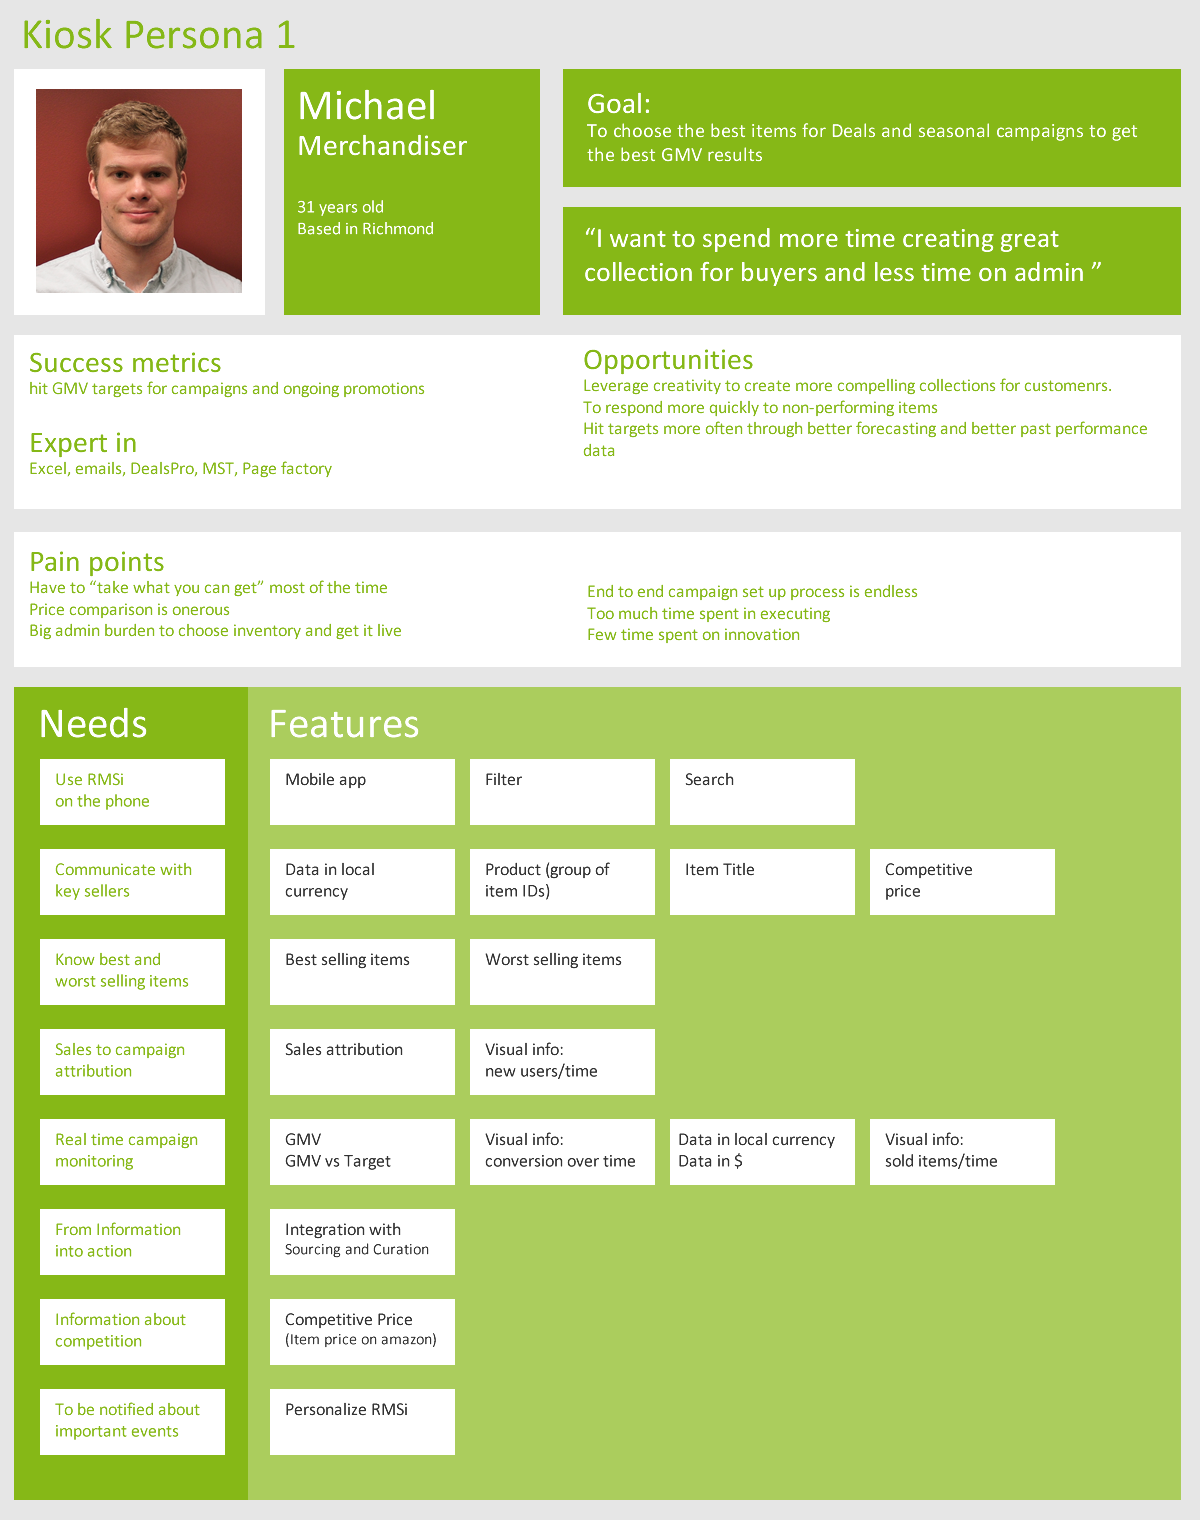 Kiosk Persona 1
Michael
Merchandiser
31 years old
Based in Richmond
Goal:
To choose the best items for Deals and seasonal campaigns to get
the best GMV results
“I want to spend more time creating great
collection for buyers and less time on admin ”
Success metrics
hit GMV targets for campaigns and ongoing promotions
Expert in
Excel, emails, DealsPro, MST, Page factory
Opportunities
Leverage creativity to create more compelling collections for customenrs.
To respond more quickly to non-performing items
Hit targets more often through better forecasting and better past performance
data
Pain points
Have to “take what you can get” most of the time
Price comparison is onerous
Big admin burden to choose inventory and get it live
End to end campaign set up process is endless
Too much time spent in executing
Few time spent on innovation
Needs
Features
Use RMSi
on the phone
Mobile app
Filter
Search
Communicate with
key sellers
Data in local
currency
Product (group of
item IDs)
Item Title
Competitive
price
Know best and
worst selling items
Best selling items
Worst selling items
Sales to campaign
attribution
Sales attribution
Visual info:
new users/time
Real time campaign
monitoring
GMV
GMV vs Target
Visual info:
conversion over time
Data in local currency
Data in $
Visual info:
sold items/time
From Information
into action
Integration with
Sourcing and Curation
Information about
competition
Competitive Price
(Item price on amazon)
To be notified about
important events
Personalize RMSi